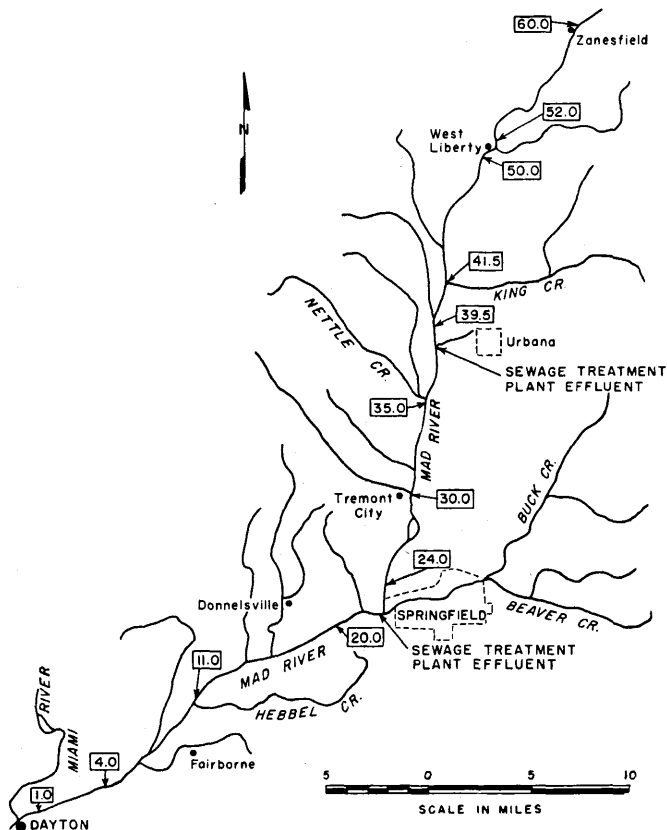 60.0
Zanesfield
N
52.0
West
Liberty
50.0
41.5
KING CR.
NETTLE CR.
39.5
Urbana
SEWAGE TREATMENT
PLANT EFFLUENT
35.0
MAD RIVER
BUCK CR.
Tremont
City
30.0
24.0
Donnelsville
SPRINGFIELD
BEAVER CR.
20.0
SEWAGE TREATMENT
PLANT EFFLUENT
11.0
MAD RIVER
HEBBEL CR.
MIAMI RIVER
Fairborne
4.0
1.0
DAYTON
5 0 5 10
SCALE IN MILES